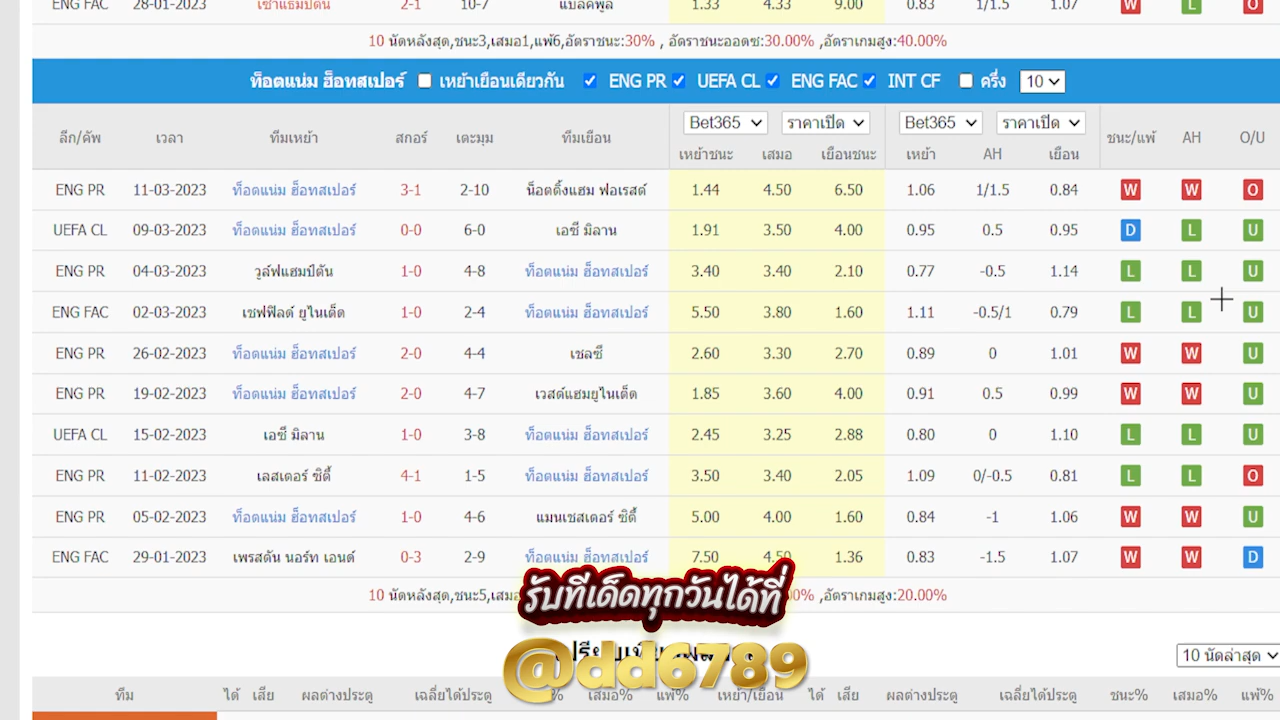 ENG FAC 28-01-2023 เซาแธมป์ตัน 2-1 10-7 แบล็คพูล 1.33 4.33 9.00 0.83 1/1.5 1.07 W L O
10 นัดหลังสุด,ชนะ3,เสมอ1,แพ้6,อัตราชนะ:30% , อัตราชนะออดซ:30.00% ,อัตราเกมสูง:40.00%
ท็อตแน่ม ฮ็อทสเปอร์ เหย้าเยือนเดียวกัน ENG PR UEFA CL ENG FAC INT CF ครึ่ง 10
Bet365 ราคาเปิด Bet365 ราคาเปิด
ลีก/คัพ เวลา ทีมเหย้า สกอร์ เตะมุม ทีมเยือน ชนะ/แพ้ AH O/U
เหย้าชนะ เสมอ เยือนชนะ เหย้า AH เยือน
ENG PR 11-03-2023 ท็อตแน่ม ฮ็อทสเปอร์ 3-1 2-10 น็อตติ้งแฮม ฟอเรสต์ 1.44 4.50 6.50 1.06 1/1.5 0.84 W W O
UEFA CL 09-03-2023 ท็อตแน่ม ฮ็อทสเปอร์ 0-0 6-0 เอซี มิลาน 1.91 3.50 4.00 0.95 0.5 0.95 D L U
ENG PR 04-03-2023 วูล์ฟแฮมป์ตัน 1-0 4-8 ท็อตแน่ม ฮ็อทสเปอร์ 3.40 3.40 2.10 0.77 -0.5 1.14 L L U
ENG FAC 02-03-2023 เชฟฟิลด์ ยูไนเต็ด 1-0 2-4 ท็อตแน่ม ฮ็อทสเปอร์ 5.50 3.80 1.60 1.11 -0.5/1 0.79 L L U
ENG PR 26-02-2023 ท็อตแน่ม ฮ็อทสเปอร์ 2-0 4-4 เชลซี 2.60 3.30 2.70 0.89 0 1.01 W W U
ENG PR 19-02-2023 ท็อตแน่ม ฮ็อทสเปอร์ 2-0 4-7 เวสต์แฮมยูไนเต็ด 1.85 3.60 4.00 0.91 0.5 0.99 W W U
UEFA CL 15-02-2023 เอซี มิลาน 1-0 3-8 ท็อตแน่ม ฮ็อทสเปอร์ 2.45 3.25 2.88 0.80 0 1.10 L L U
ENG PR 11-02-2023 เลสเตอร์ ซิตี้ 4-1 1-5 ท็อตแน่ม ฮ็อทสเปอร์ 3.50 3.40 2.05 1.09 0/-0.5 0.81 L L O
ENG PR 05-02-2023 ท็อตแน่ม ฮ็อทสเปอร์ 1-0 4-6 แมนเชสเตอร์ ซิตี้ 5.00 4.00 1.60 0.84 -1 1.06 W W U
ENG FAC 29-01-2023 เพรสตัน นอร์ท เอนด์ 0-3 2-9 ท็อตแน่ม ฮ็อทสเปอร์ 7.50 4.50 1.36 0.83 -1.5 1.07 W W D
10 นัดหลังสุด,ชนะ5, ,อัตราเกมสูง:20.00%
รับทีเด็ดทุกวันได้ที่
@dd6789
10 นัดล่าสุด
ทีม ได้ เสีย ผลต่างประตู เฉลี่ยได้ประตู เสมอ% แพ้% เหย้า/เยือน ได้ เสีย ผลต่างประตู เฉลี่ยได้ประตู ชนะ% เสมอ% แพ้%